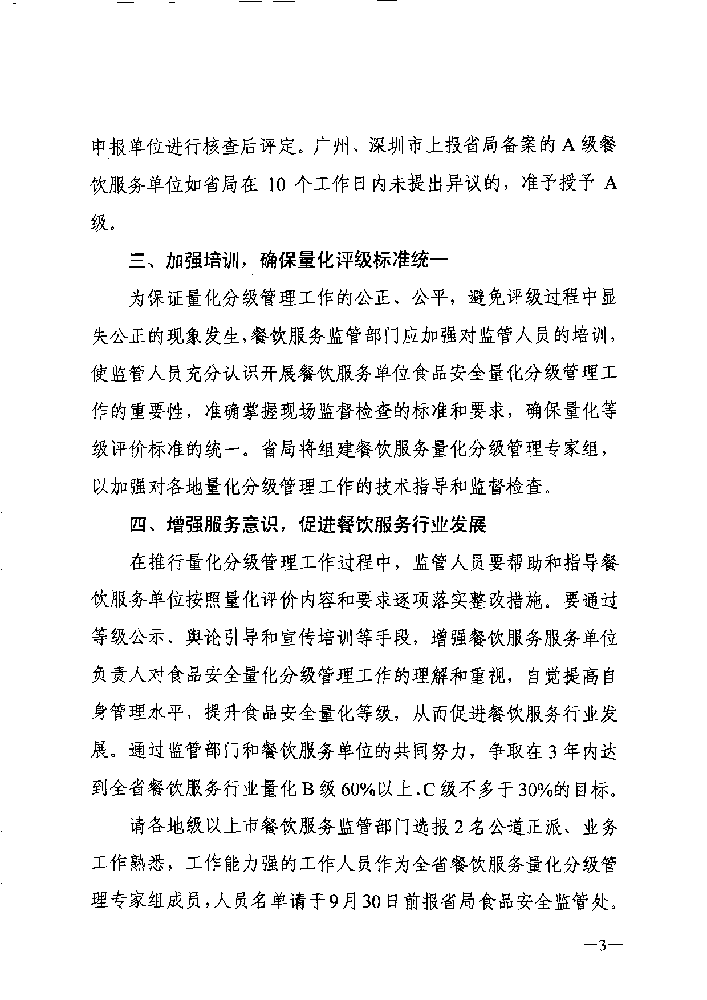 申报单位进行核查后评定。广州、深圳市上报省局备案的 A 级餐
饮服务单位如省局在 10 个工作日内未提出异议的，准予授予 A
级。
三、加强培训，确保量化评级标准统一
为保证量化分级管理工作的公正、公平，避免评级过程中显
失公正的现象发生，餐饮服务监管部门应加强对监管人员的培训，
使监管人员充分认识开展餐饮服务单位食品安全量化分级管理工
作的重要性，准确掌握现场监督检查的标准和要求，确保量化等
级评价标准的统一。省局将组建餐饮服务量化分级管理专家组，
以加强对各地量化分级管理工作的技术指导和监督检查。
四、增强服务意识，促进餐饮服务行业发展
在推行量化分级管理工作过程中，监管人员要帮助和指导餐
饮服务单位按照量化评价内容和要求逐项落实整改措施。要通过
等级公示、舆论引导和宣传培训等手段，增强餐饮服务服务单位
负责人对食品安全量化分级管理工作的理解和重视，自觉提高自
身管理水平，提升食品安全量化等级，从而促进餐饮服务行业发
展。通过监管部门和餐饮服务单位的共同努力，争取在 3 年内达
到全省餐饮服务行业量化 B 级 60%以上、C 级不多于 30%的目标。
请各地级以上市餐饮服务监管部门选报 2 名公道正派、业务
工作熟悉，工作能力强的工作人员作为全省餐饮服务量化分级管
理专家组成员，人员名单请于 9 月 30 日前报省局食品安全监管处。
—3—